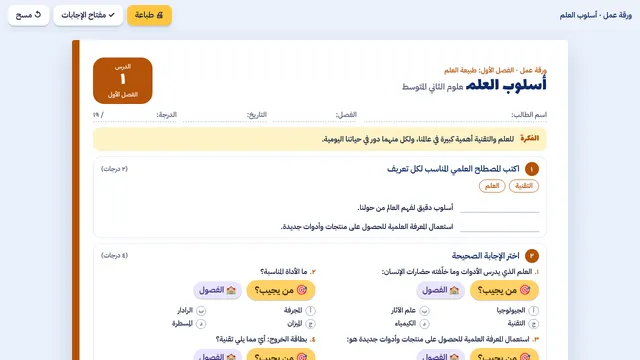 ورقة عمل · أسلوب العلم
✓ مفتاح الإجابات
طباعة
مسح
ورقة عمل · الفصل الأول: طبيعة العلم
أسلوب العلم علوم الثاني المتوسط
الدرس
١
الفصل الأول
اسم الطالب:
الفصل:
التاريخ:
الدرجة: / ١٩
الفكرة للعلم والتقنية أهمية كبيرة في عالمنا، ولكل منهما دور في حياتنا اليومية.
١ اكتب المصطلح العلمي المناسب لكل تعريف (٢ درجات)
التقنية العلم
أسلوب دقيق لفهم العالم من حولنا.
استعمال المعرفة العلمية للحصول على منتجات وأدوات جديدة.
٢ اختر الإجابة الصحيحة (٤ درجات)
١. العلم الذي يدرس الأدوات وما خلّفته حضارات الإنسان:
من يجيب؟ الفصول
أ الجيولوجيا ب علم الآثار
ج التقنية د الكيمياء
٢. ما الأداة المناسبة؟
من يجيب؟ الفصول
أ المجرفة ب الرادار
ج الميزان د المسطرة
٣. استعمال المعرفة العلمية للحصول على منتجات وأدوات جديدة هو:
من يجيب؟ الفصول
٤. بطاقة الخروج: أيّ مما يلي تقنية؟
من يجيب؟ الفصول